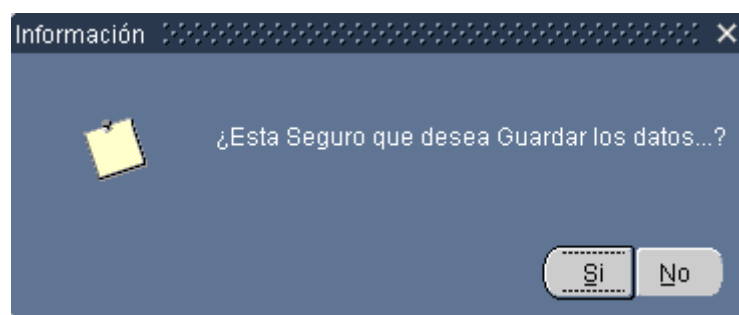 Información
¿Esta Seguro que desea Guardar los datos...?
Si No